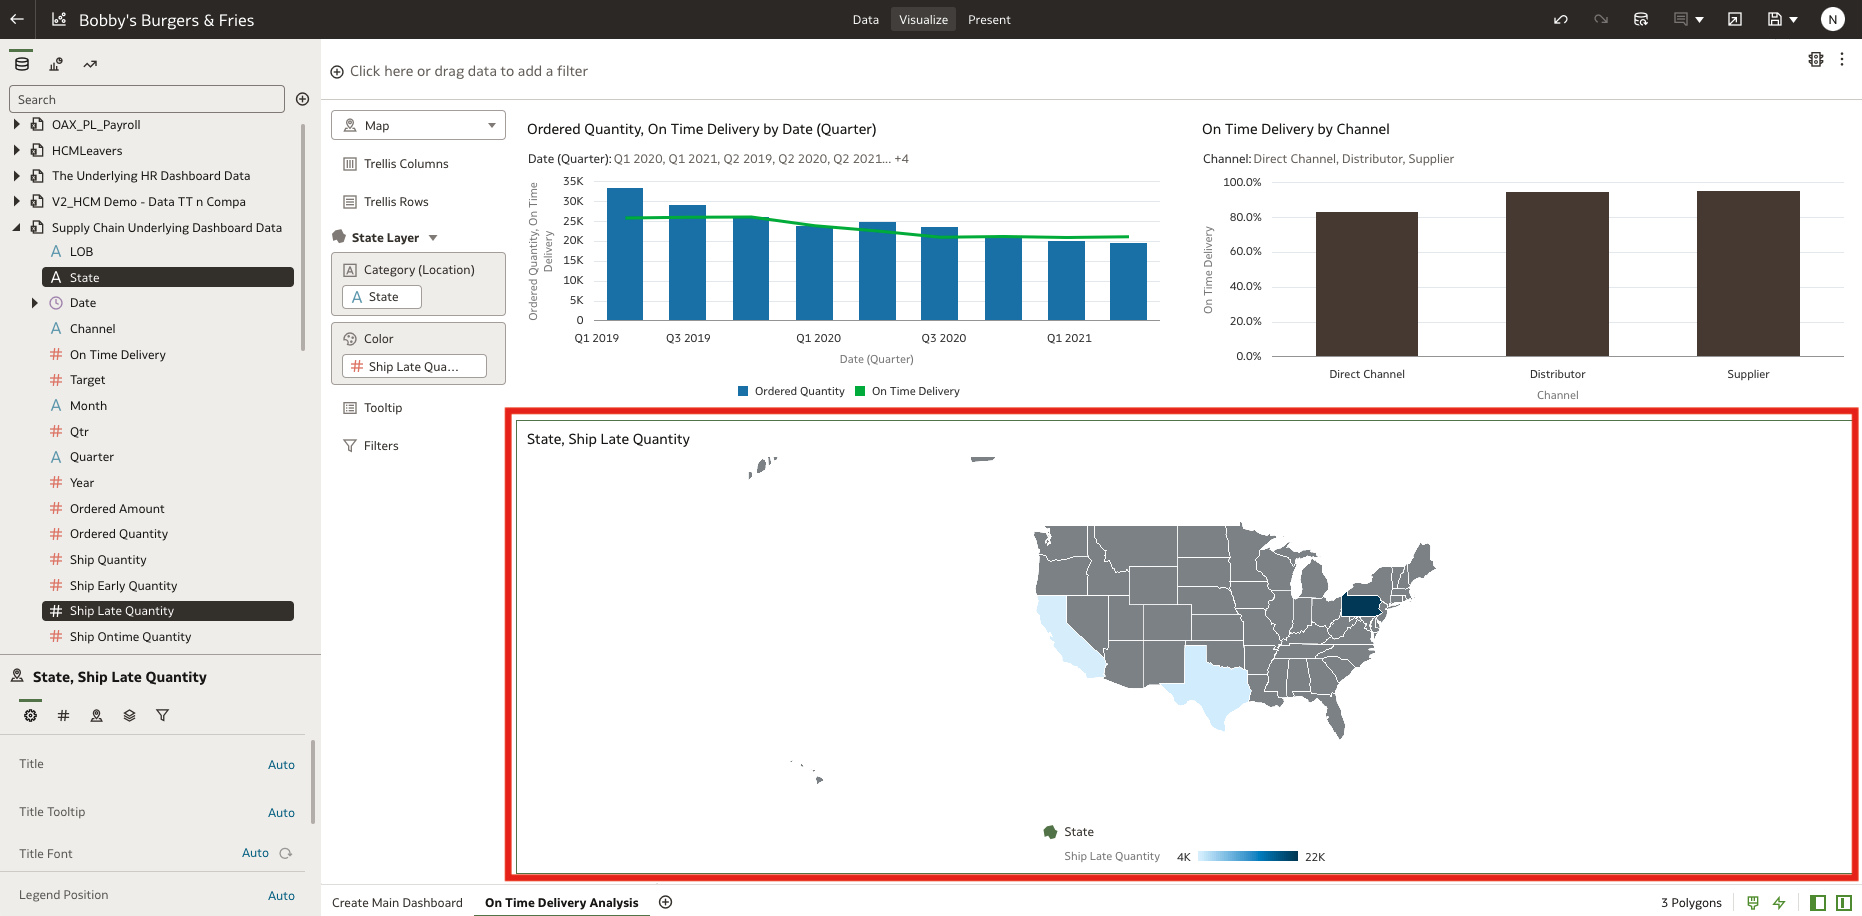 Bobby's Burgers & Fries
Data
Visualize
Present
N
Search
OAX_PL_Payroll
HCMLeavers
The Underlying HR Dashboard Data
V2_HCM Demo - Data TT n Compa
Supply Chain Underlying Dashboard Data
A LOB
A State
Date
A Channel
# On Time Delivery
# Target
A Month
# Qtr
A Quarter
# Year
# Ordered Amount
# Ordered Quantity
# Ship Quantity
# Ship Early Quantity
# Ship Late Quantity
# Ship Ontime Quantity
State, Ship Late Quantity
#
Title
Auto
Title Tooltip
Auto
Title Font
Auto
Legend Position
Auto
Click here or drag data to add a filter
Map
Trellis Columns
Trellis Rows
State Layer
A Category (Location)
A State
Color
# Ship Late Qua...
Tooltip
Filters
Ordered Quantity, On Time Delivery by Date (Quarter)
Date (Quarter): Q1 2020, Q1 2021, Q2 2019, Q2 2020, Q2 2021... +4
Ordered Quantity, On Time
Delivery
35K
30K
25K
20K
15K
10K
5K
0
Q1 2019
Q3 2019
Q1 2020
Q3 2020
Q1 2021
Date (Quarter)
Ordered Quantity
On Time Delivery
On Time Delivery by Channel
Channel: Direct Channel, Distributor, Supplier
On Time Delivery
100.0%
80.0%
60.0%
40.0%
20.0%
0.0%
Direct Channel
Distributor
Supplier
Channel
State, Ship Late Quantity
State
Ship Late Quantity
4K
22K
Create Main Dashboard
On Time Delivery Analysis
3 Polygons